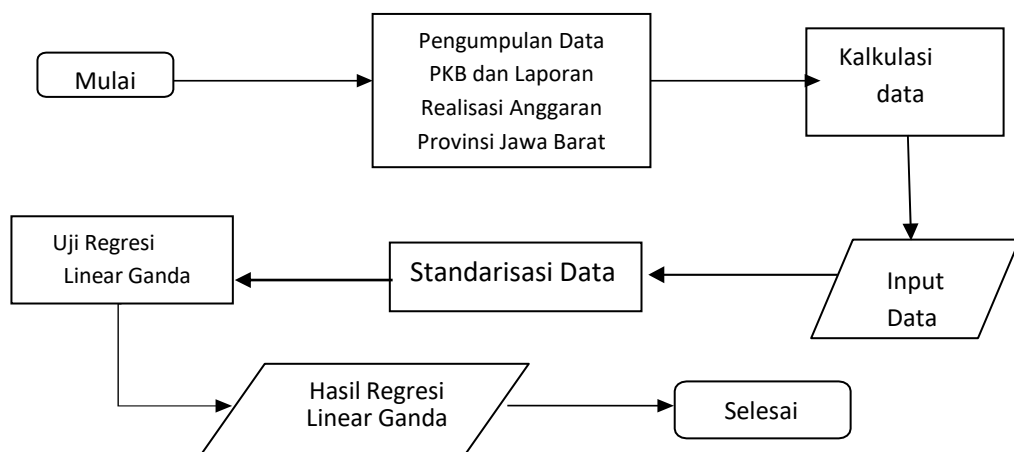 Mulai
Pengumpulan Data
PKB dan Laporan
Realisasi Anggaran
Provinsi Jawa Barat
Kalkulasi
data
Input
Data
Standarisasi Data
Uji Regresi
Linear Ganda
Hasil Regresi
Linear Ganda
Selesai